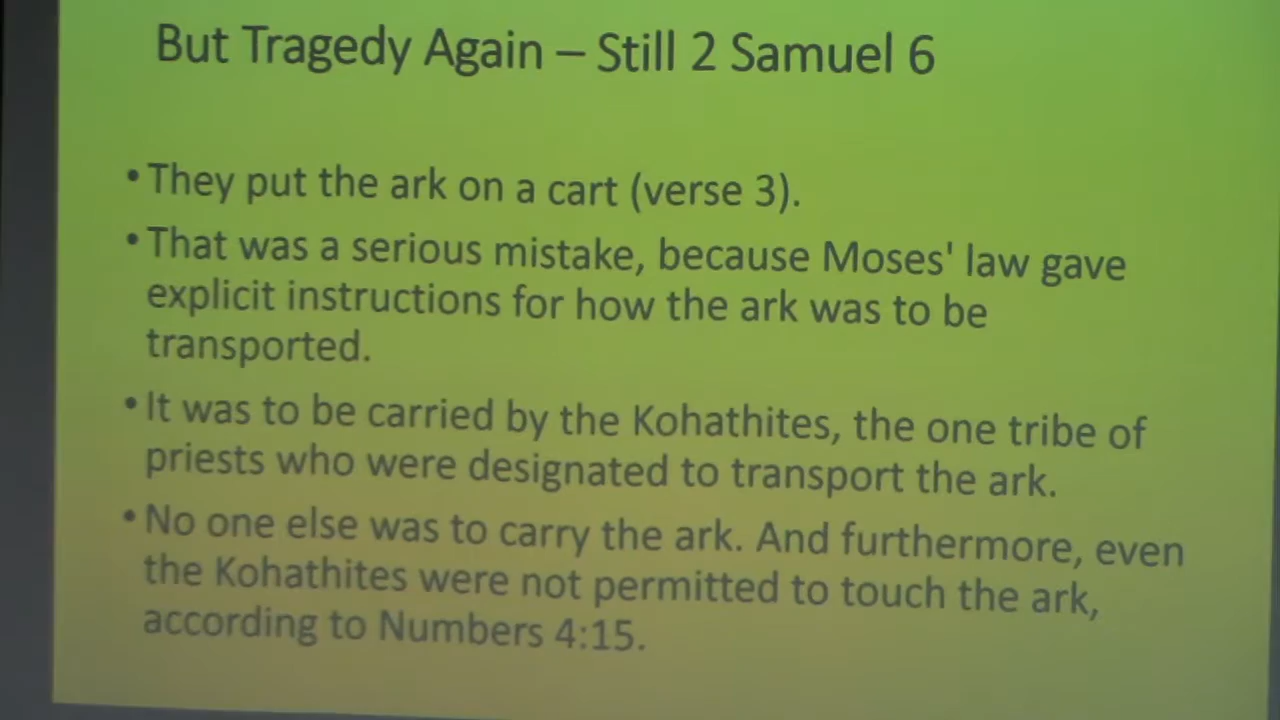 But Tragedy Again – Still 2 Samuel 6
•They put the ark on a cart (verse 3).
•That was a serious mistake, because Moses' law gave
explicit instructions for how the ark was to be
transported.
•It was to be carried by the Kohathites, the one tribe of
priests who were designated to transport the ark.
•No one else was to carry the ark. And furthermore, even
the Kohathites were not permitted to touch the ark,
according to Numbers 4:15.